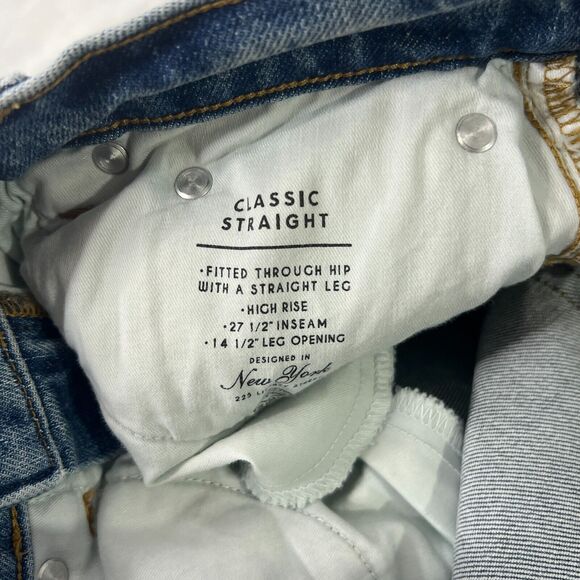 CLASSIC
STRAIGHT
•FITTED THROUGH HIP
WITH A STRAIGHT LEG
•HIGH RISE
•27 1/2" INSEAM
•14 1/2" LEG OPENING
DESIGNED IN
New York
225